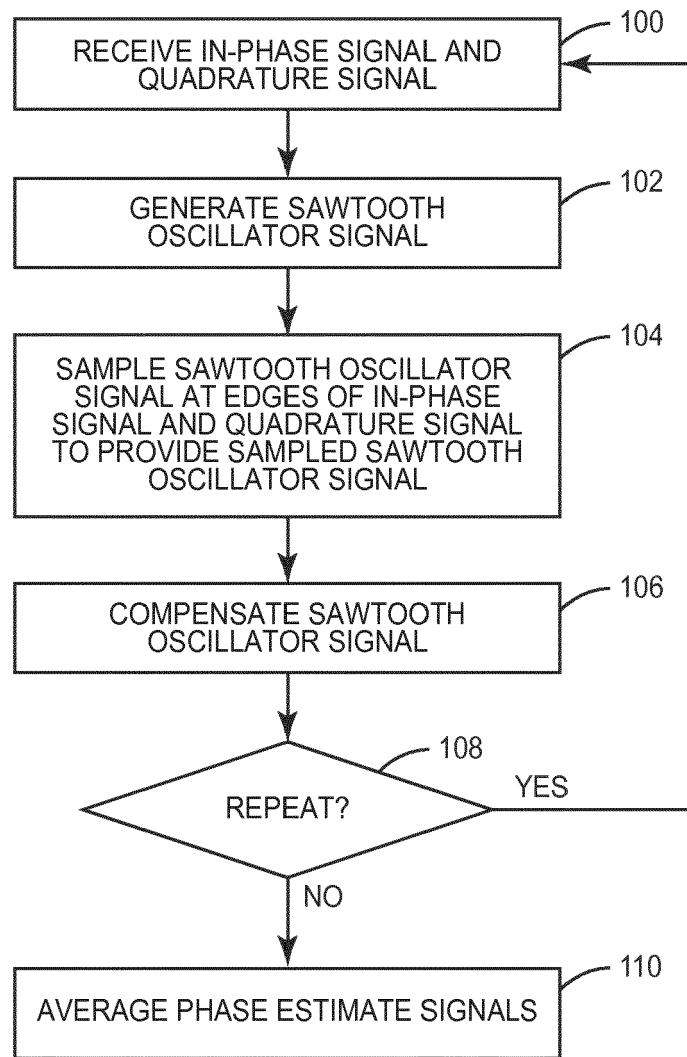 100
RECEIVE IN-PHASE SIGNAL AND
QUADRATURE SIGNAL
102
GENERATE SAWTOOTH
OSCILLATOR SIGNAL
104
SAMPLE SAWTOOTH OSCILLATOR
SIGNAL AT EDGES OF IN-PHASE
SIGNAL AND QUADRATURE SIGNAL
TO PROVIDE SAMPLED SAWTOOTH
OSCILLATOR SIGNAL
106
COMPENSATE SAWTOOTH
OSCILLATOR SIGNAL
108
REPEAT?
YES
NO
110
AVERAGE PHASE ESTIMATE SIGNALS